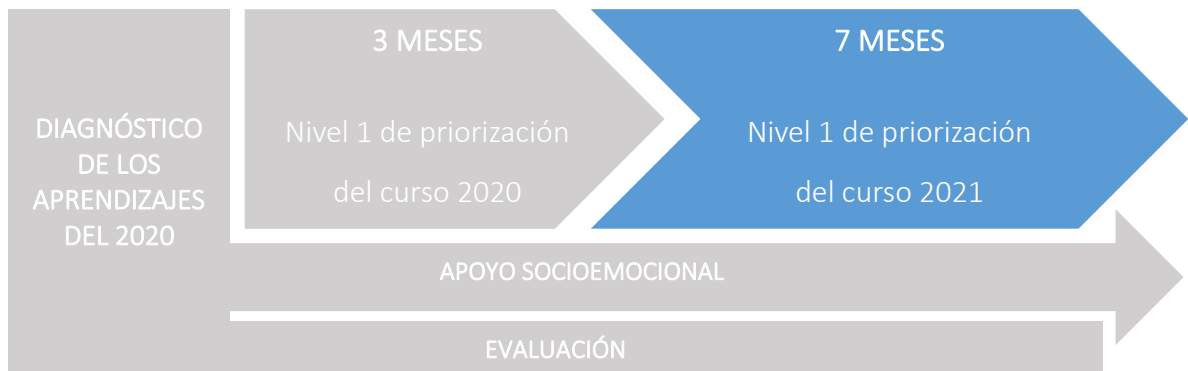 DIAGNÓSTICO
DE LOS
APRENDIZAJES
DEL 2020
3 MESES
Nivel 1 de priorización
del curso 2020
7 MESES
Nivel 1 de priorización
del curso 2021
APOYO SOCIOEMOCIONAL
EVALUACIÓN